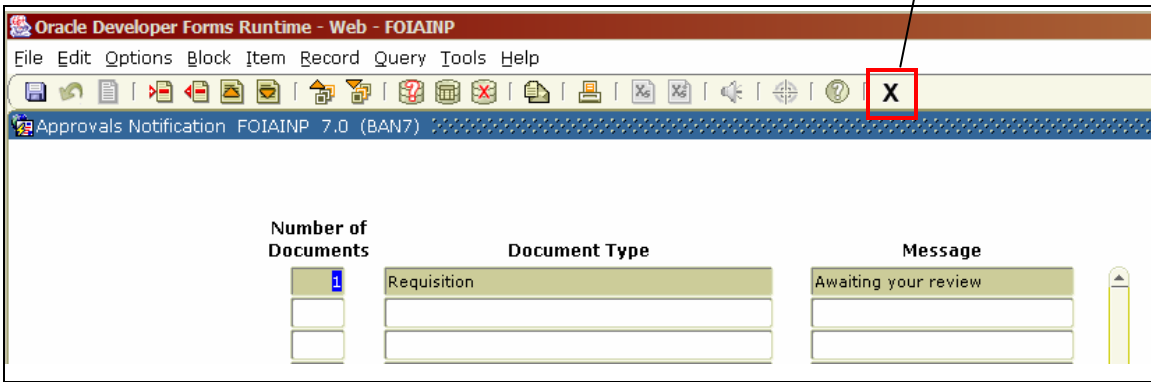 Oracle Developer Forms Runtime - Web - FOIAINP
File Edit Options Block Item Record Query Tools Help
X
Approvals Notification FOIAINP 7.0 (BAN7)
Number of
Documents Document Type Message
1 Requisition Awaiting your review